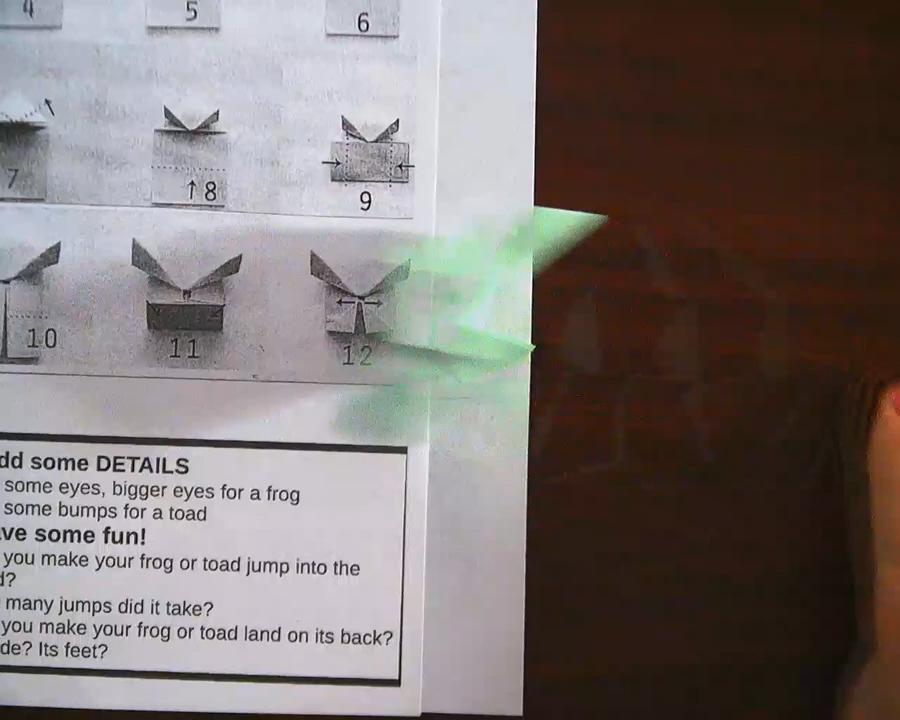 4 5 6
7 8 9
10 11 12
dd some DETAILS
some eyes, bigger eyes for a frog
some bumps for a toad
ve some fun!
you make your frog or toad jump into the
d?
many jumps did it take?
you make your frog or toad land on its back?
de? Its feet?